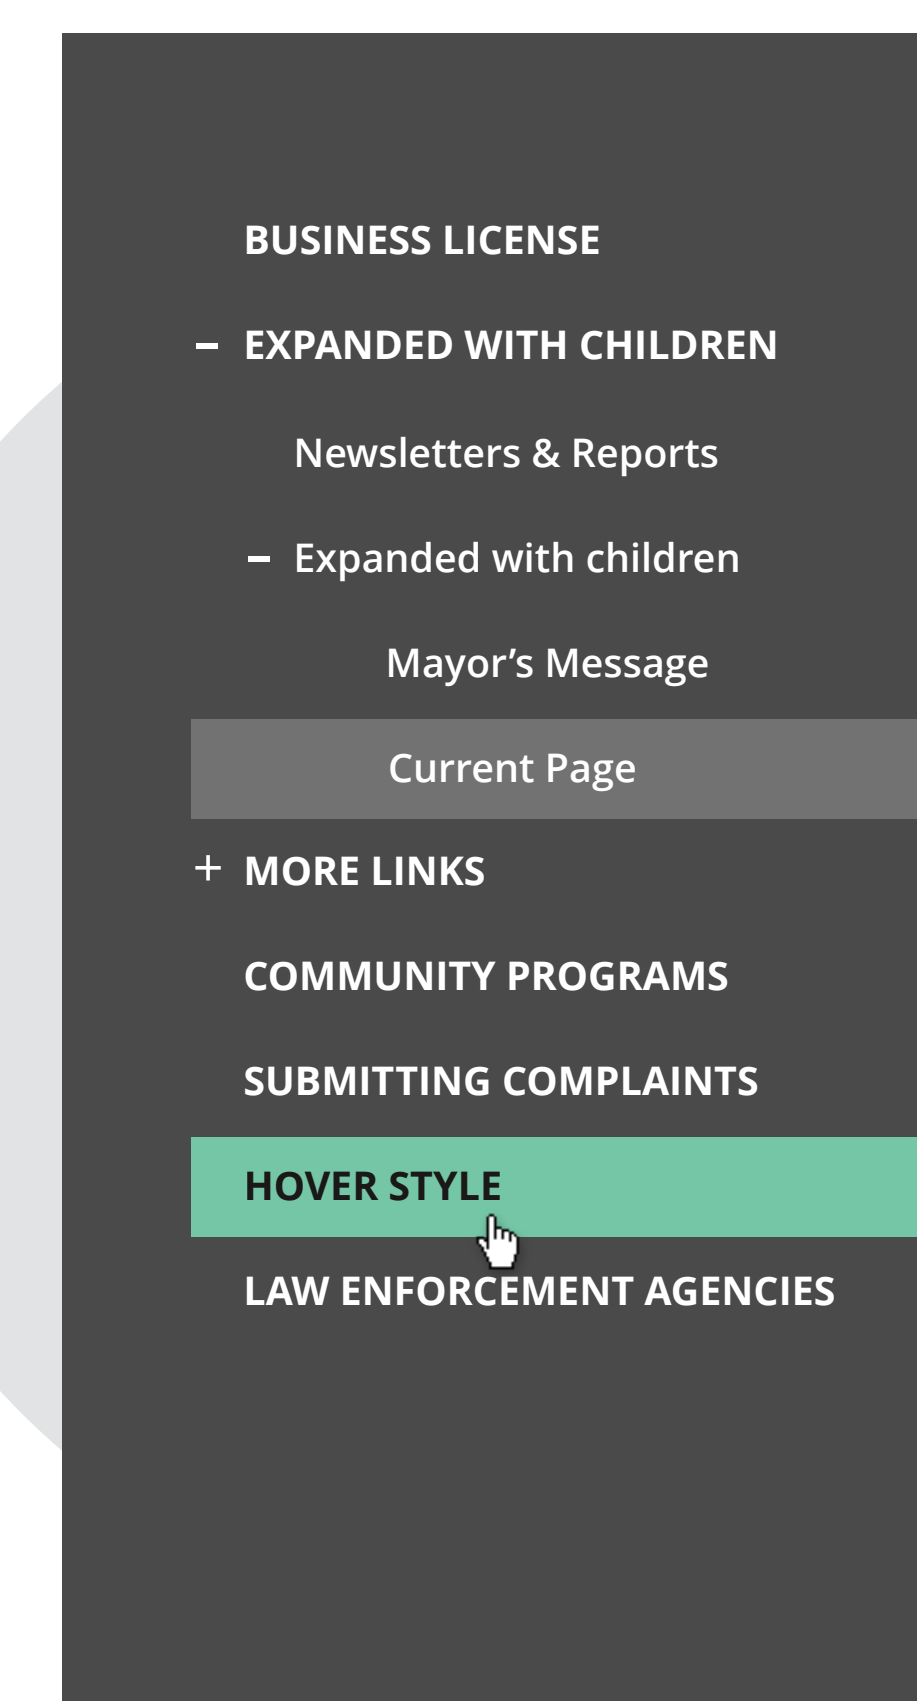 BUSINESS LICENSE
– EXPANDED WITH CHILDREN
Newsletters & Reports
– Expanded with children
Mayor’s Message
Current Page
+ MORE LINKS
COMMUNITY PROGRAMS
SUBMITTING COMPLAINTS
HOVER STYLE
LAW ENFORCEMENT AGENCIES